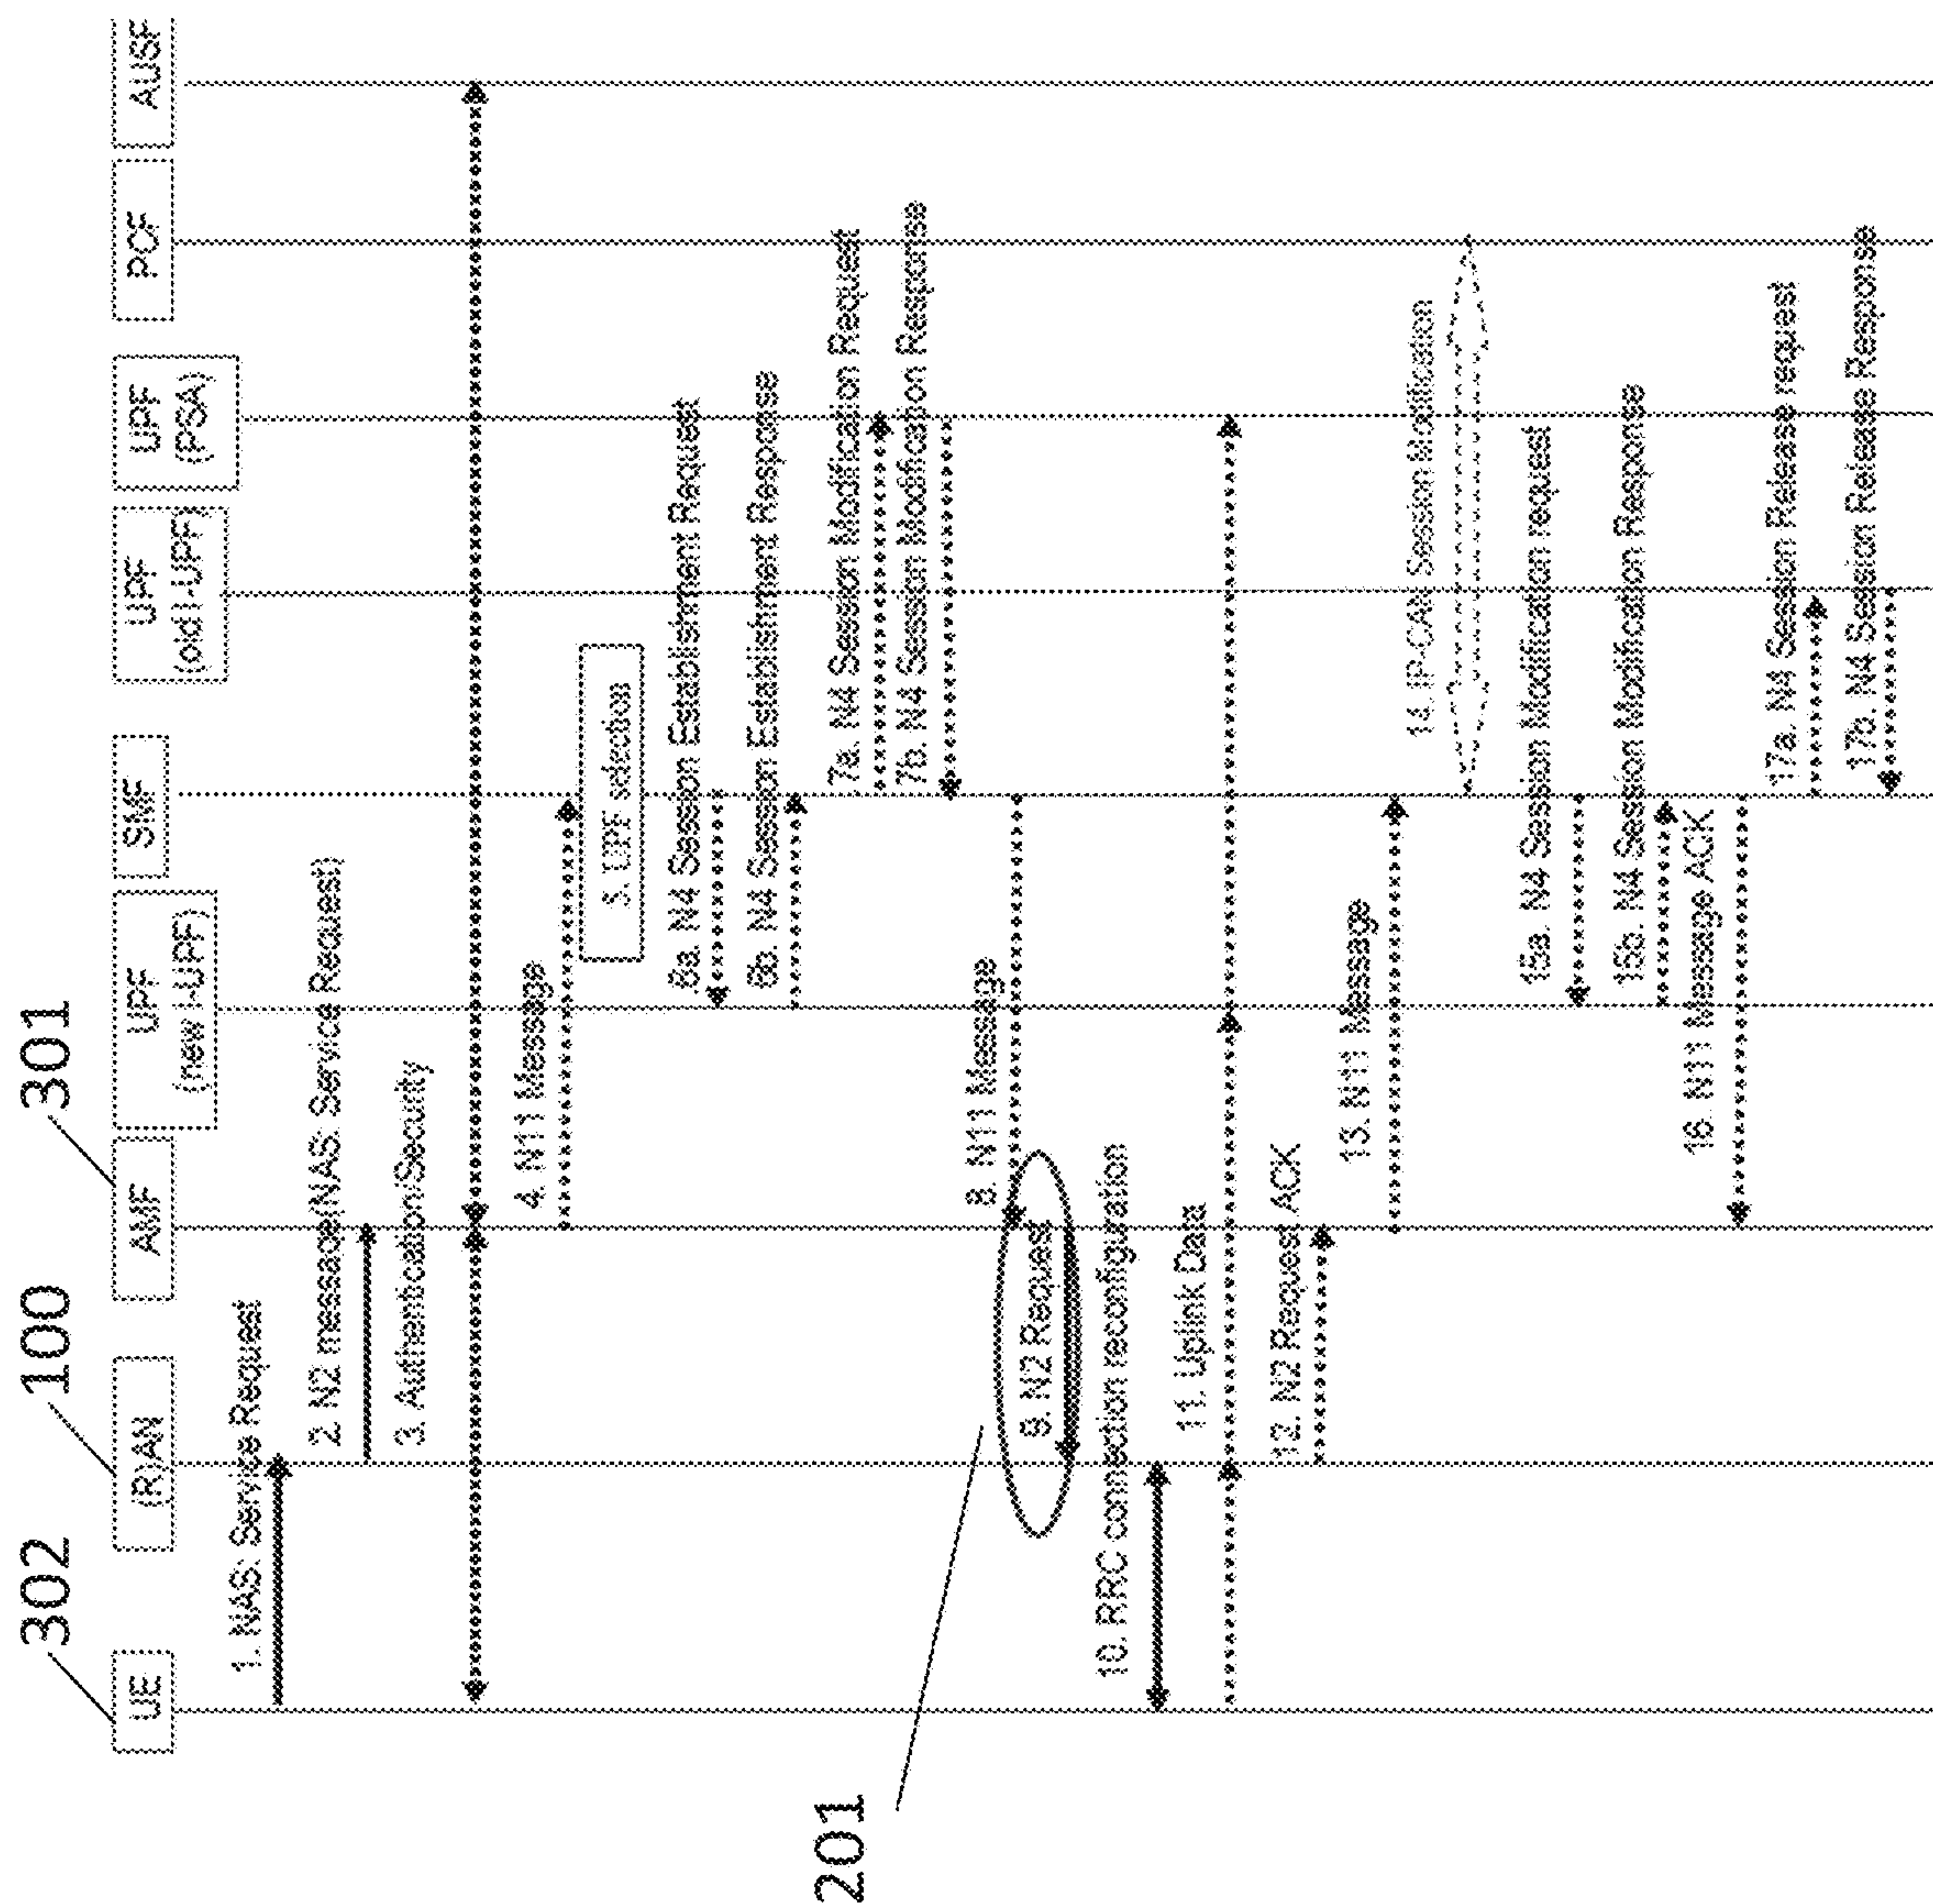 302
100
301
UE
(R)AN
AMF
UPF
(new I-UPF)
SMF
UPF
(old I-UPF)
UPF
(PSA)
PCF
AUSF
1. NAS: Service Request
2. N2 message(NAS: Service Request)
3. Authentication/Security
4. N11 Message
5. UPF selection
6a. N4 Session Establishment Request
6b. N4 Session Establishment Response
7a. N4 Session Modification Request
7b. N4 Session Modification Response
8. N11 Message
201
9. N2 Request
10. RRC connection reconfiguration
11. Uplink Data
12. N2 Request ACK
13. N11 Message
14. IP-CAN Session Modification
15a. N4 Session Modification request
15b. N4 Session Modification Response
16. N11 Message ACK
17a. N4 Session Release request
17b. N4 Session Release Response